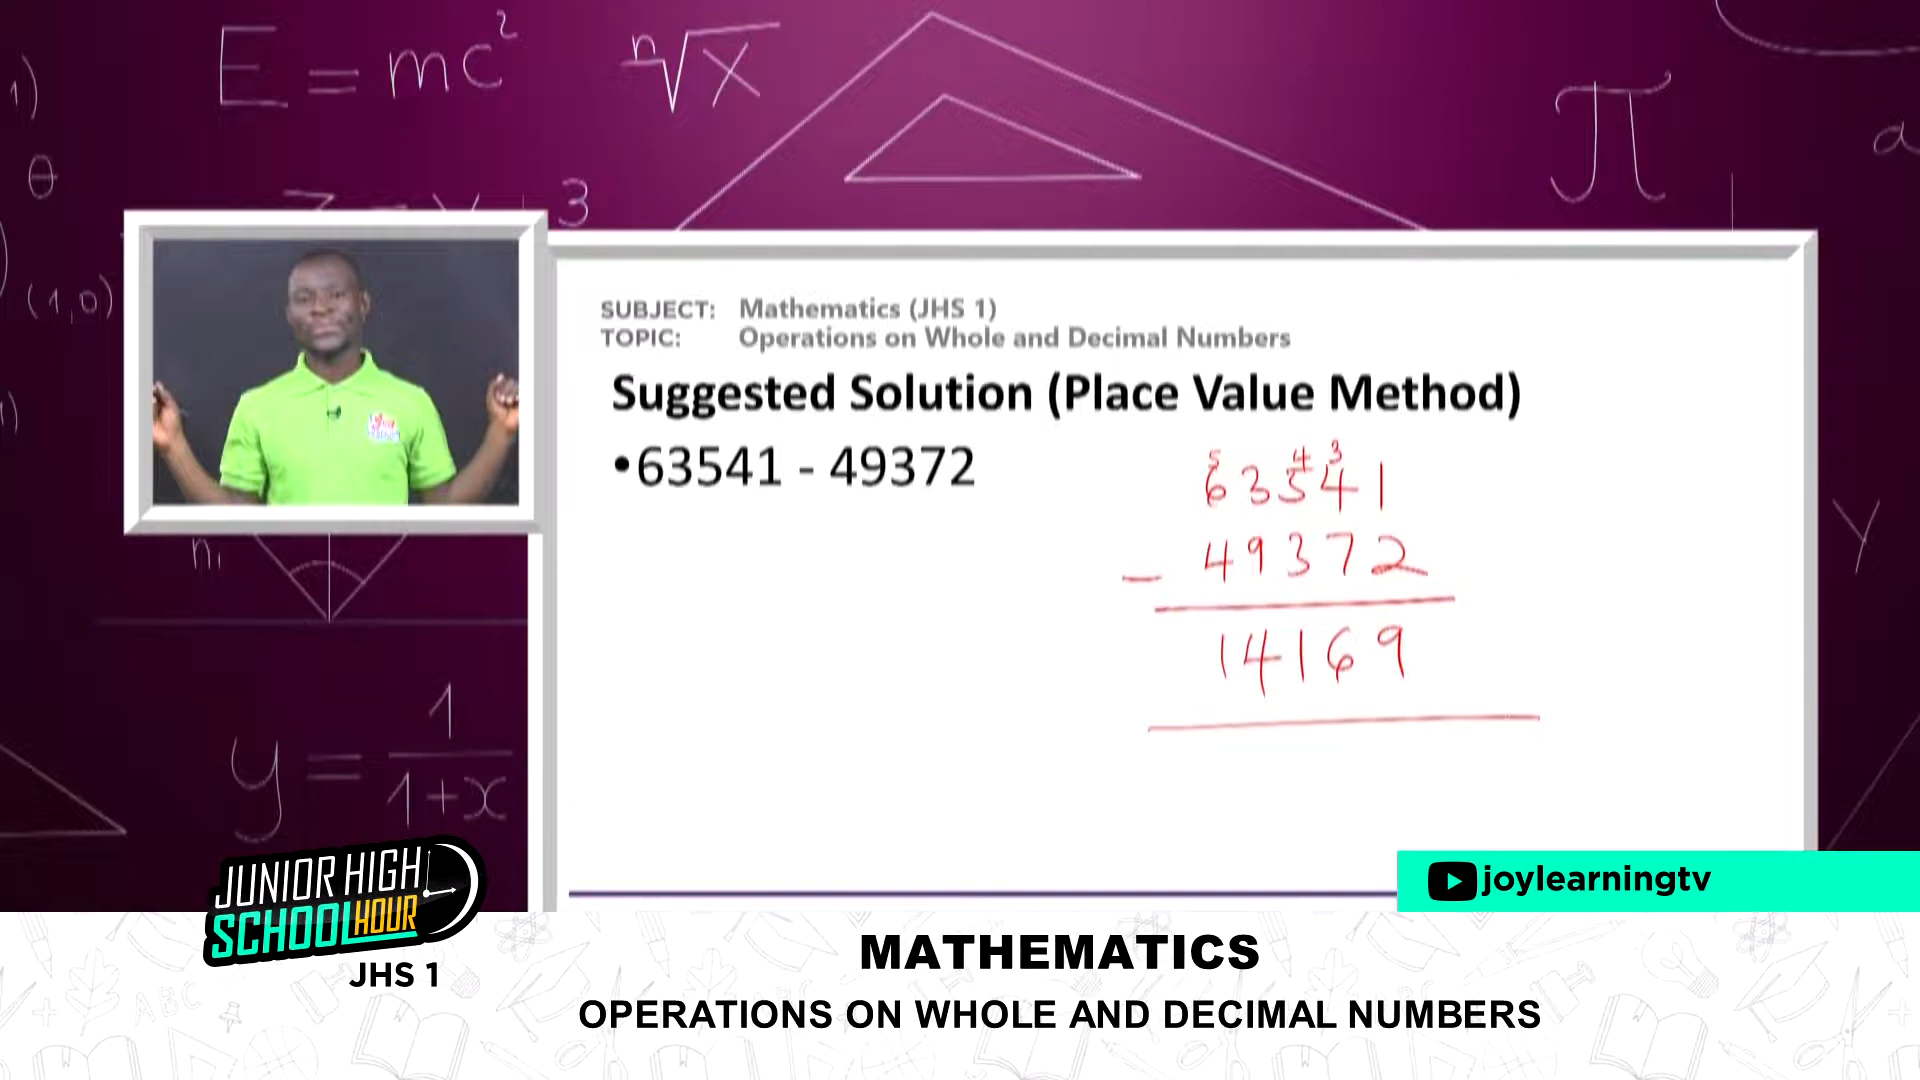 E = mc²
ⁿ√x
π
1)
θ
a
3
(1,0)
SUBJECT: Mathematics (JHS 1)
TOPIC: Operations on Whole and Decimal Numbers
Suggested Solution (Place Value Method)
•63541 - 49372
5 4 3
63541
- 49372
14169
Y
n₁
y = 1/1+x
JUNIOR HIGH
SCHOOL HOUR
JHS 1
joylearningtv
MATHEMATICS
OPERATIONS ON WHOLE AND DECIMAL NUMBERS